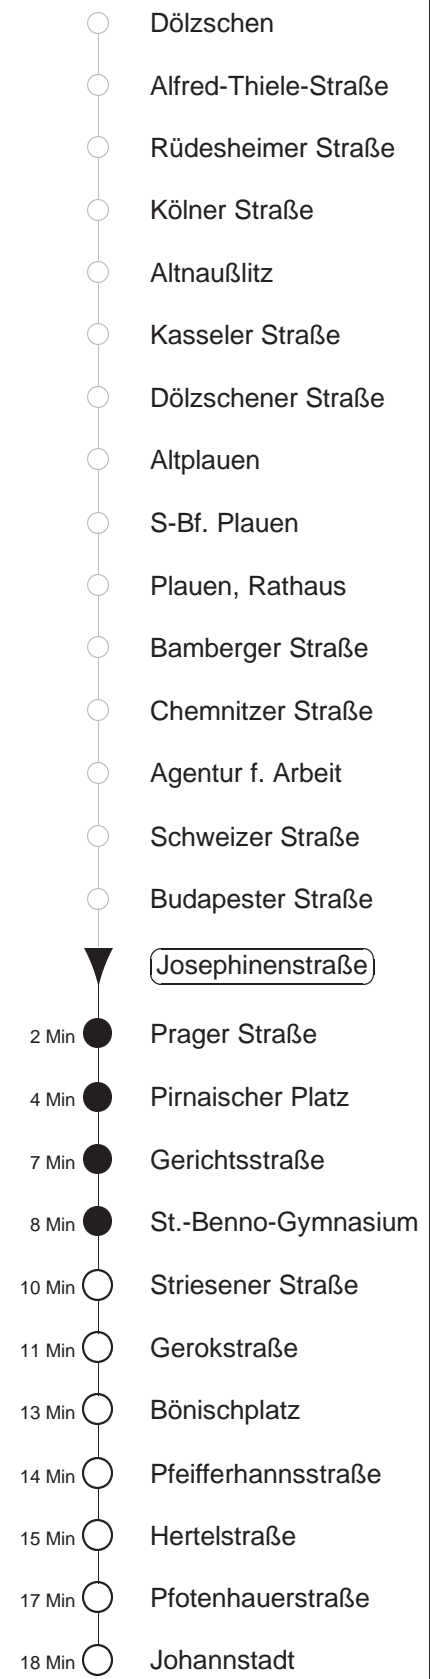 Dölzschen
Alfred-Thiele-Straße
Rüdesheimer Straße
Kölner Straße
Altnaußlitz
Kasseler Straße
Dölzschener Straße
Altplauen
S-Bf. Plauen
Plauen, Rathaus
Bamberger Straße
Chemnitzer Straße
Agentur f. Arbeit
Schweizer Straße
Budapester Straße
Josephinenstraße
2 Min Prager Straße
4 Min Pirnaischer Platz
7 Min Gerichtsstraße
8 Min St.-Benno-Gymnasium
10 Min Striesener Straße
11 Min Gerokstraße
13 Min Bönischplatz
14 Min Pfeifferhannsstraße
15 Min Hertelstraße
17 Min Pfotenhauerstraße
18 Min Johannstadt